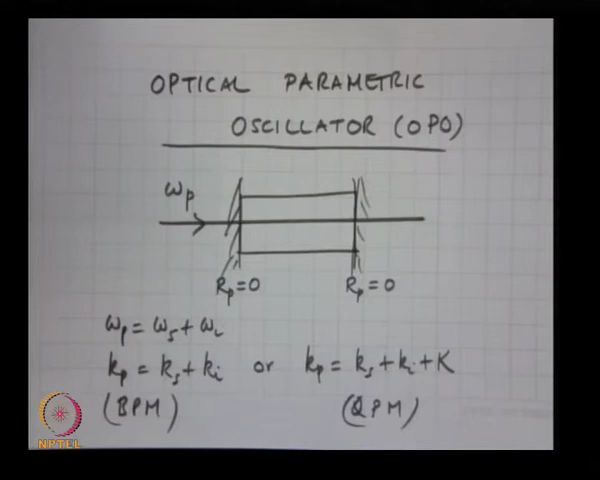 OPTICAL PARAMETRIC
OSCILLATOR (OPO)
ωp
Rp=0 Rp=0
ωp = ωs + ωi
kp = ks + ki or kp = ks + ki + K
(BPM) (QPM)
NPTEL